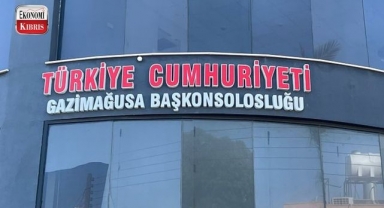 EKONOMİ
KIBRIS
TÜRKİYE CUMHURİYETİ
GAZİMAĞUSA BAŞKONSOLOSLUĞU